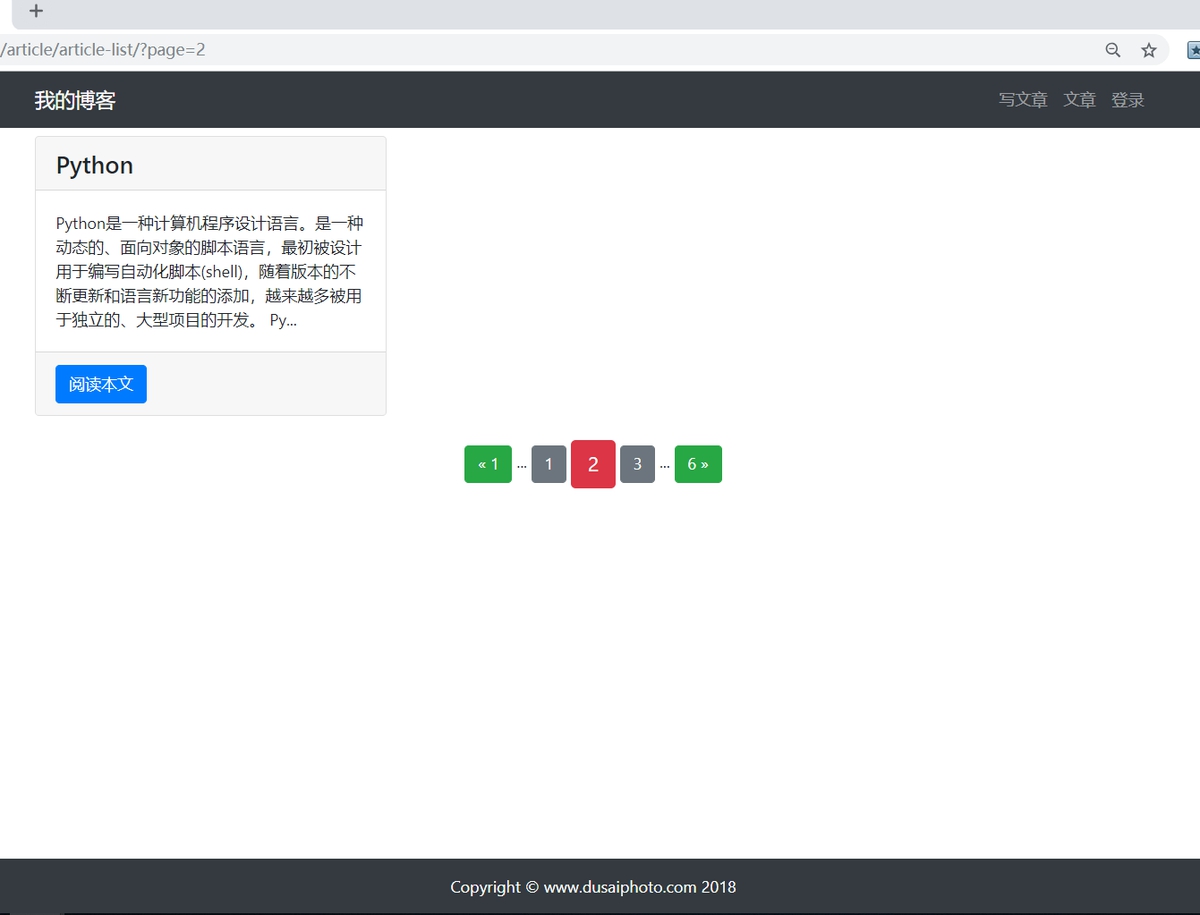 /article/article-list/?page=2
我的博客 写文章 文章 登录
Python
Python是一种计算机程序设计语言。是一种
动态的、面向对象的脚本语言，最初被设计
用于编写自动化脚本(shell)，随着版本的不
断更新和语言新功能的添加，越来越多被用
于独立的、大型项目的开发。 Py...
阅读本文
« 1 ... 1 2 3 ... 6 »
Copyright © www.dusaiphoto.com 2018